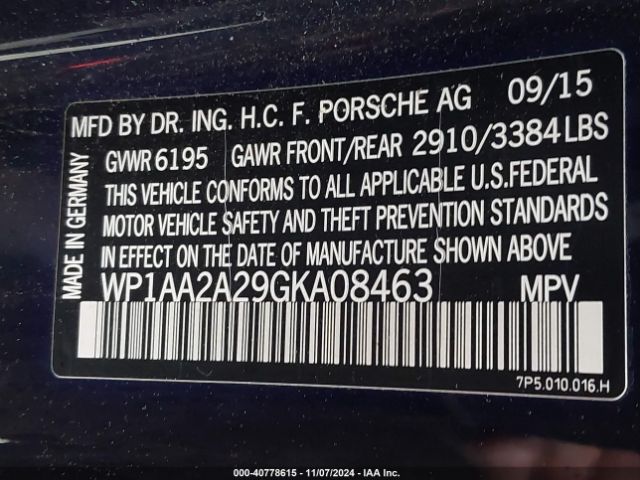 MFD BY DR. ING. H.C. F. PORSCHE AG 09/15
GVWR 6195 GAWR FRONT/REAR 2910/3384 LBS
THIS VEHICLE CONFORMS TO ALL APPLICABLE U.S.FEDERAL
MOTOR VEHICLE SAFETY AND THEFT PREVENTION STANDARDS
IN EFFECT ON THE DATE OF MANUFACTURE SHOWN ABOVE.
WP1AA2A29GKA08463 MPV
MADE IN GERMANY
7P5.010.016.H
000-40778615 - 11/07/2024 - IAA Inc.